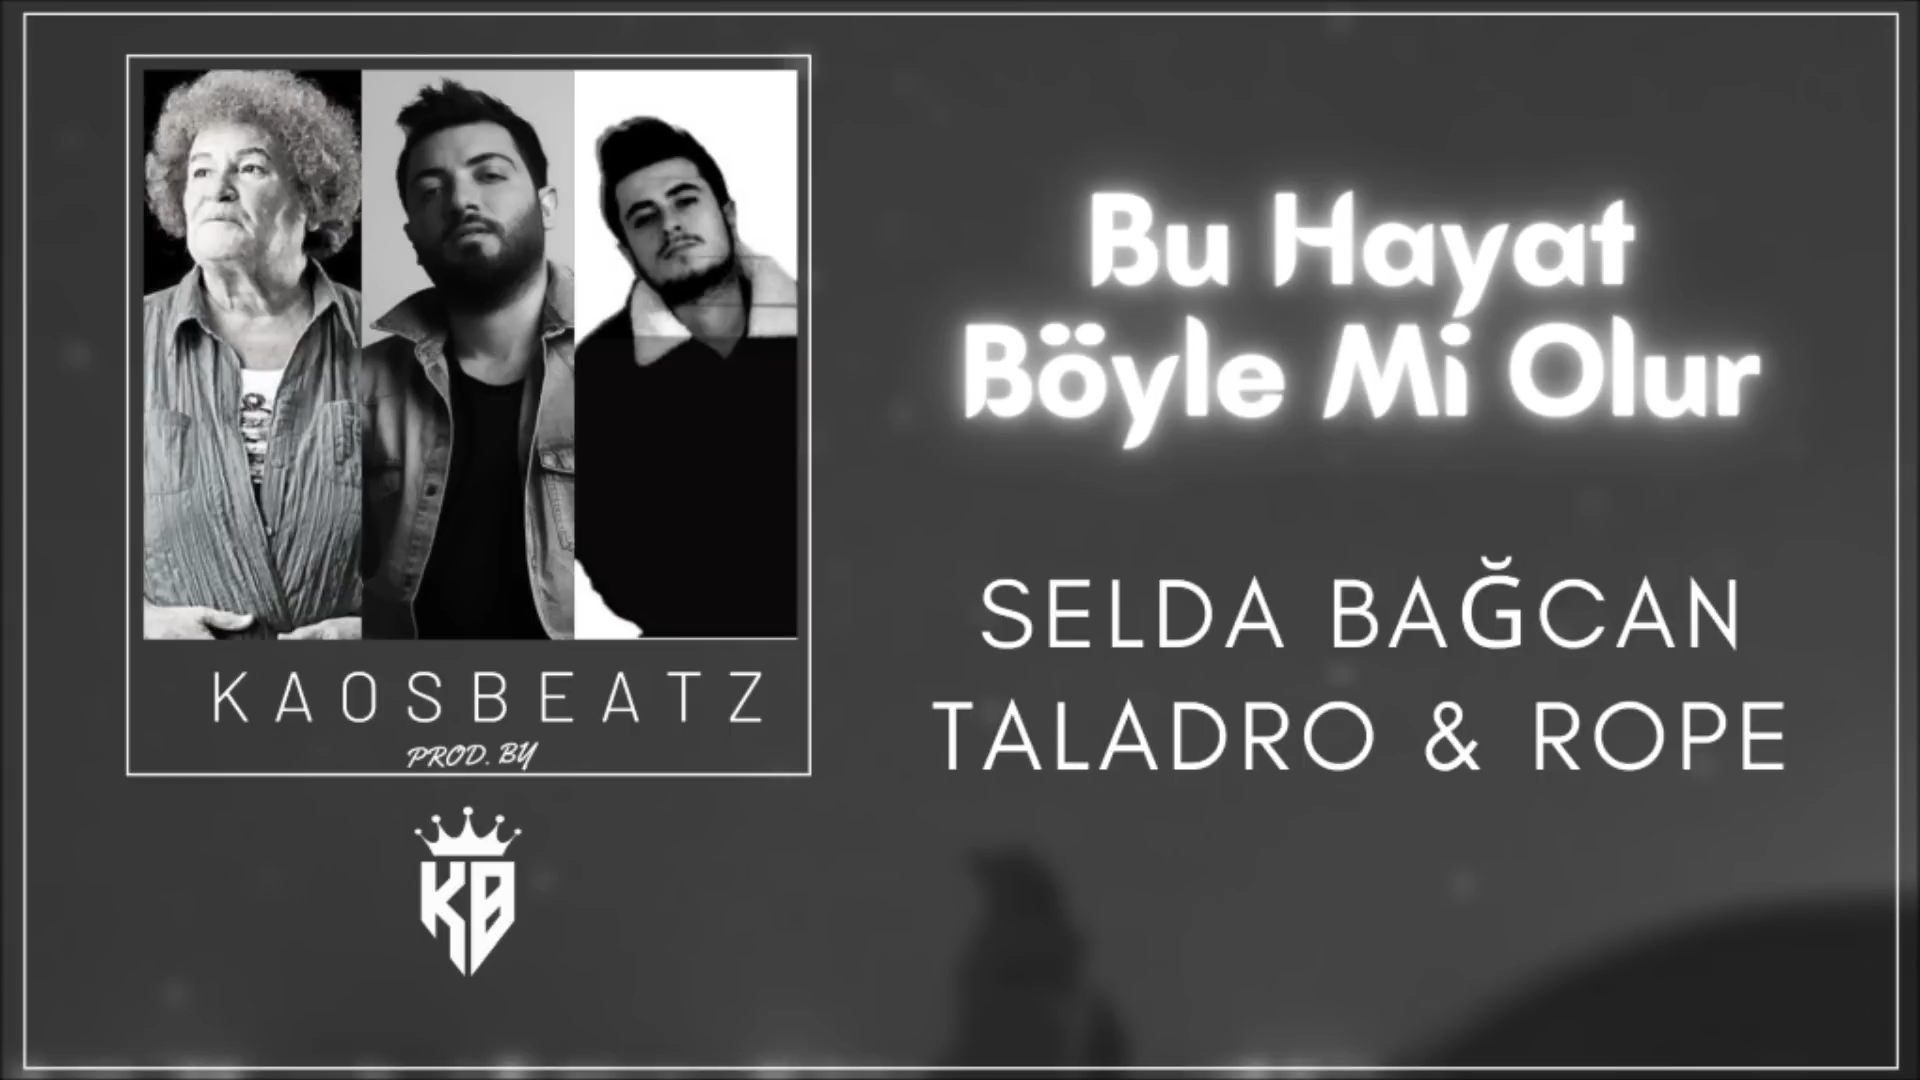 KAOSBEATZ
PROD. BY
KB
Bu Hayat
Böyle Mi Olur
SELDA BAĞCAN
TALADRO & ROPE